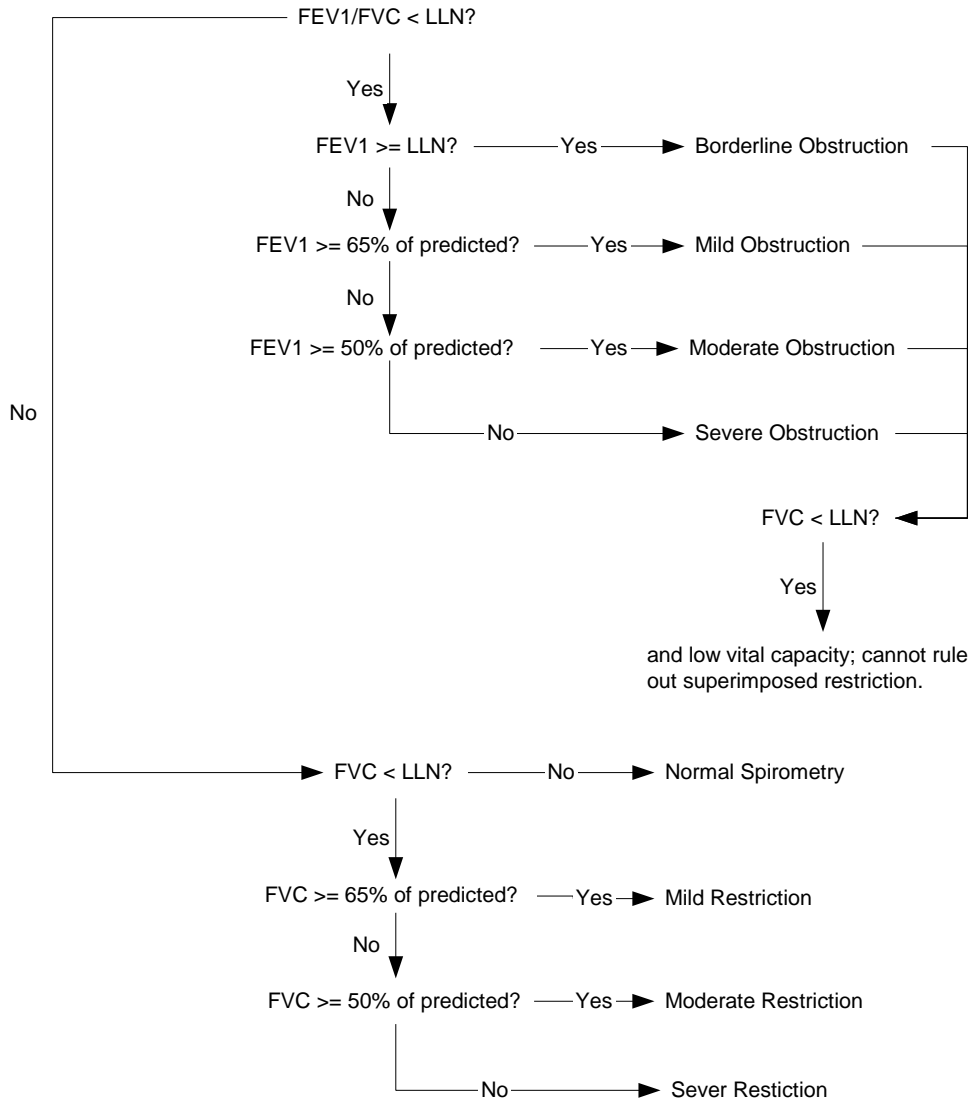 FEV1/FVC < LLN?
Yes
FEV1 >= LLN?
Yes
Borderline Obstruction
No
FEV1 >= 65% of predicted?
Yes
Mild Obstruction
No
FEV1 >= 50% of predicted?
Yes
Moderate Obstruction
No
No
Severe Obstruction
FVC < LLN?
Yes
and low vital capacity; cannot rule
out superimposed restriction.
FVC < LLN?
No
Normal Spirometry
Yes
FVC >= 65% of predicted?
Yes
Mild Restriction
No
FVC >= 50% of predicted?
Yes
Moderate Restriction
No
Sever Restiction